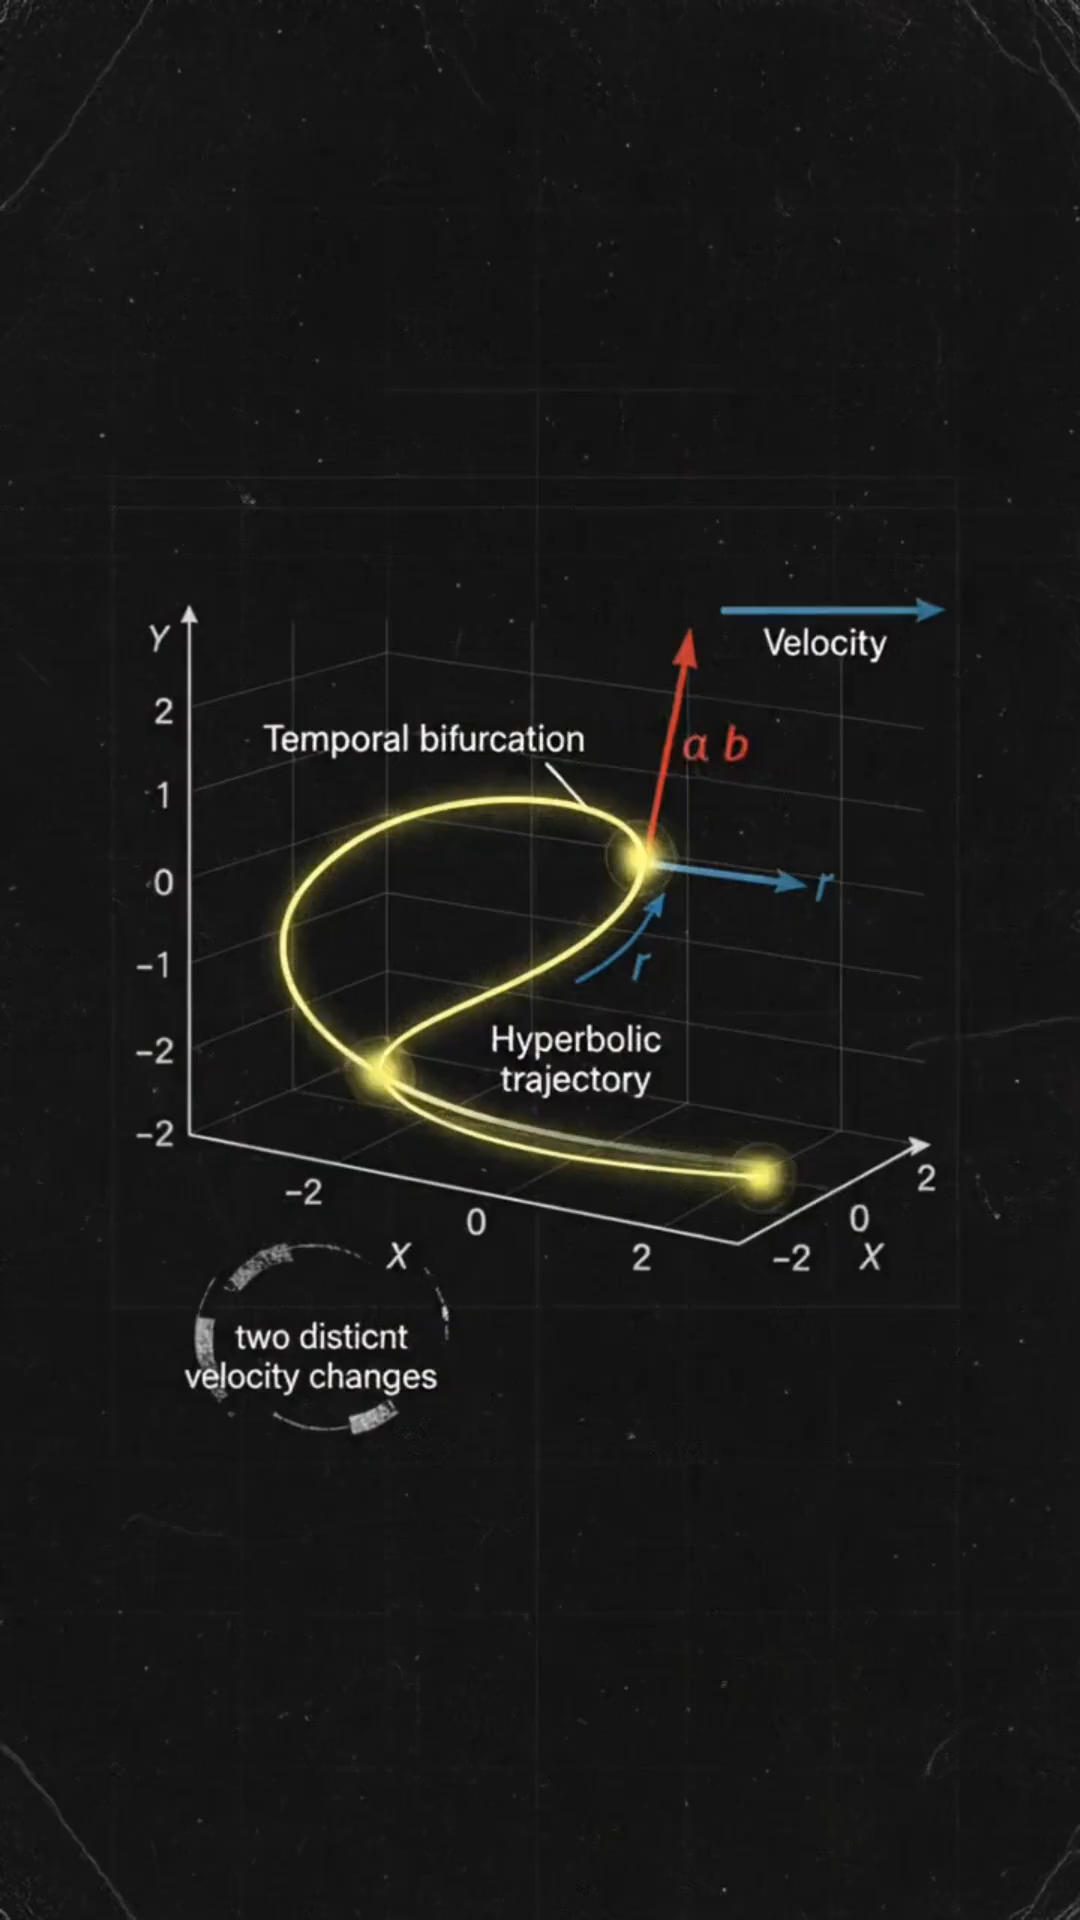 Y
Velocity
2
Temporal bifurcation
a b
1
0
r
-1
r
Hyperbolic
trajectory
-2
-2
-2
0
2
-2
0
2
X
X
two disticnt
velocity changes